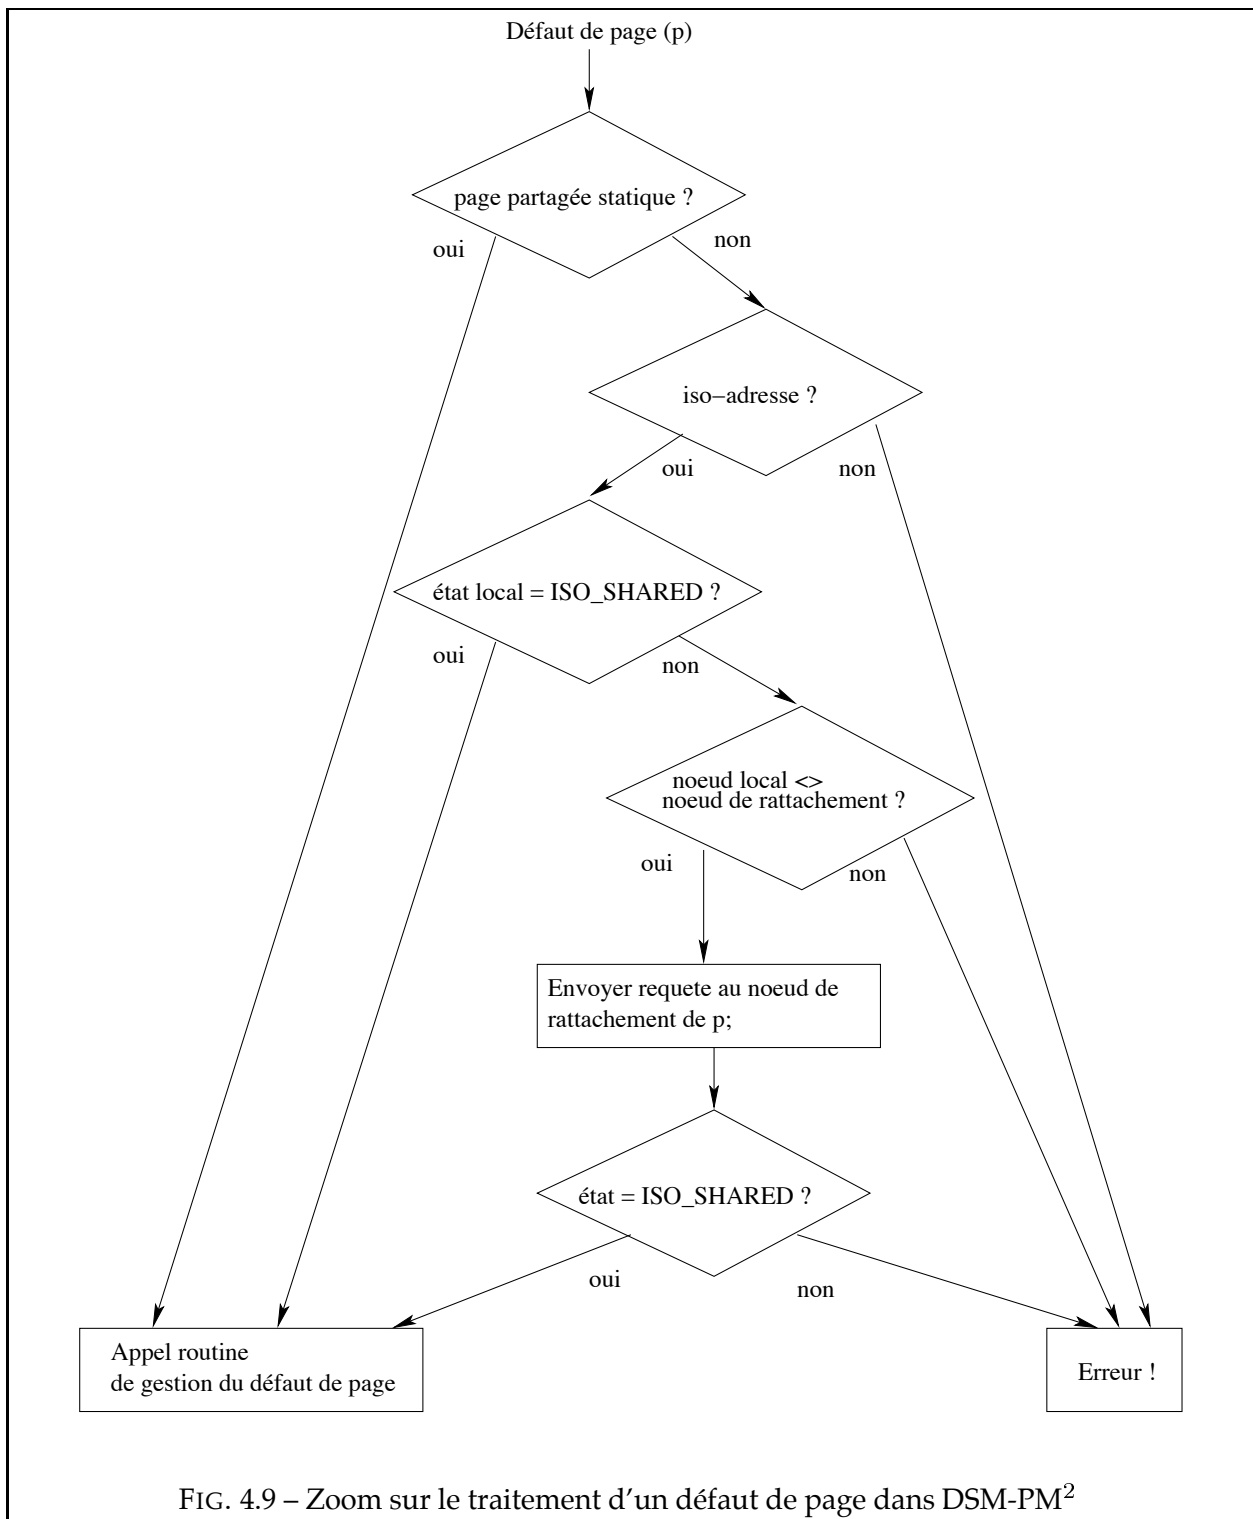 Défaut de page (p)
page partagée statique ?
oui
non
iso−adresse ?
oui
non
état local = ISO_SHARED ?
oui
non
noeud local <>
noeud de rattachement ?
oui
non
Envoyer requete au noeud de
rattachement de p;
état = ISO_SHARED ?
oui
non
Appel routine
de gestion du défaut de page
Erreur !
FIG. 4.9 – Zoom sur le traitement d'un défaut de page dans DSM-PM²